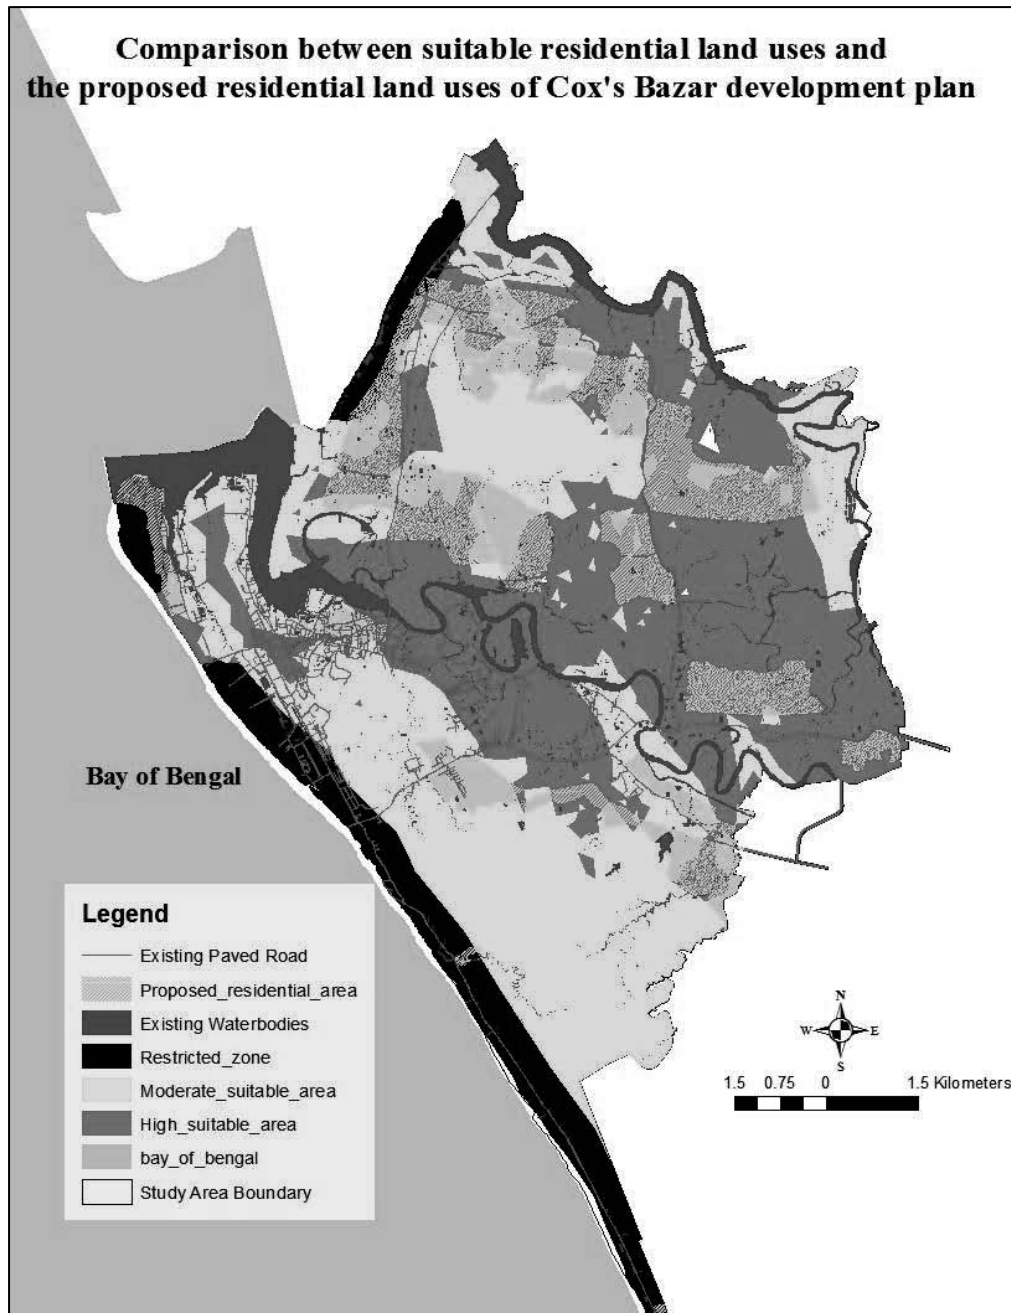 Comparison between suitable residential land uses and
the proposed residential land uses of Cox's Bazar development plan
Bay of Bengal
Legend
Existing Paved Road
Proposed_residential_area
Existing Waterbodies
Restricted_zone
Moderate_suitable_area
High_suitable_area
bay_of_bengal
Study Area Boundary
N
W E
S
1.5 0.75 0 1.5 Kilometers